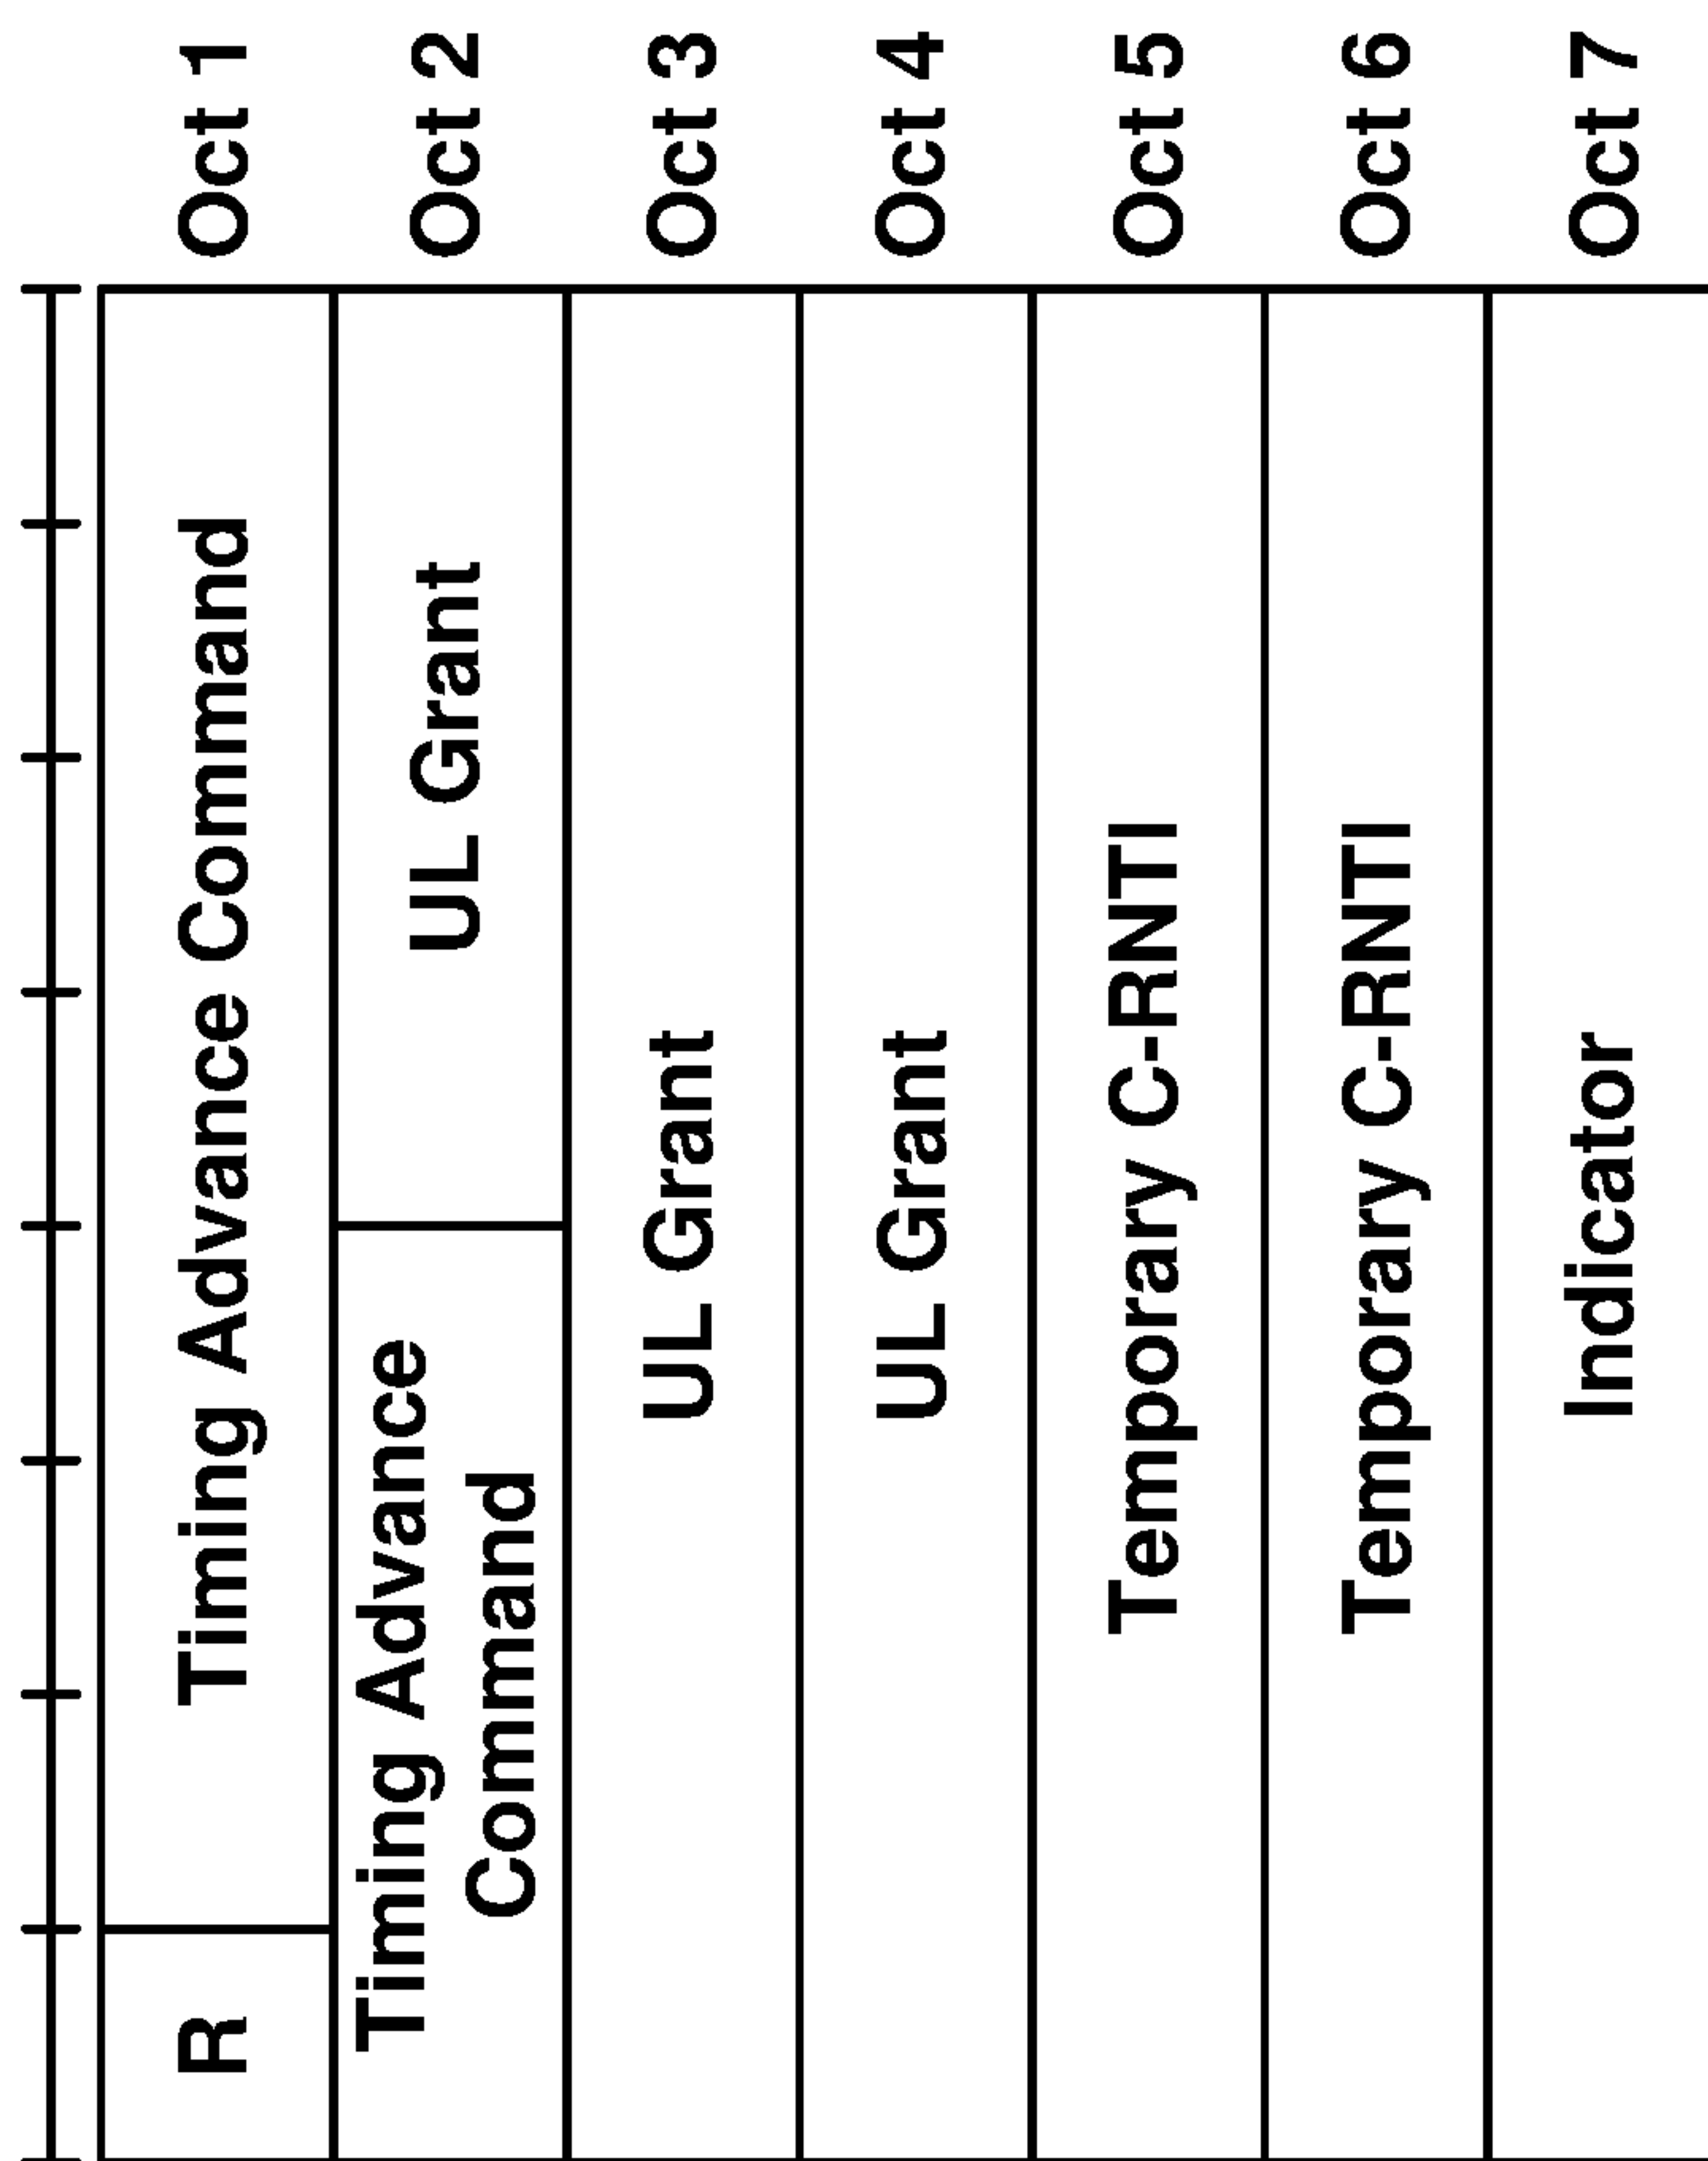 R
Timing Advance Command
Oct 1
Timing Advance
Command
UL Grant
Oct 2
UL Grant
Oct 3
UL Grant
Oct 4
Temporary C-RNTI
Oct 5
Temporary C-RNTI
Oct 6
Indicator
Oct 7